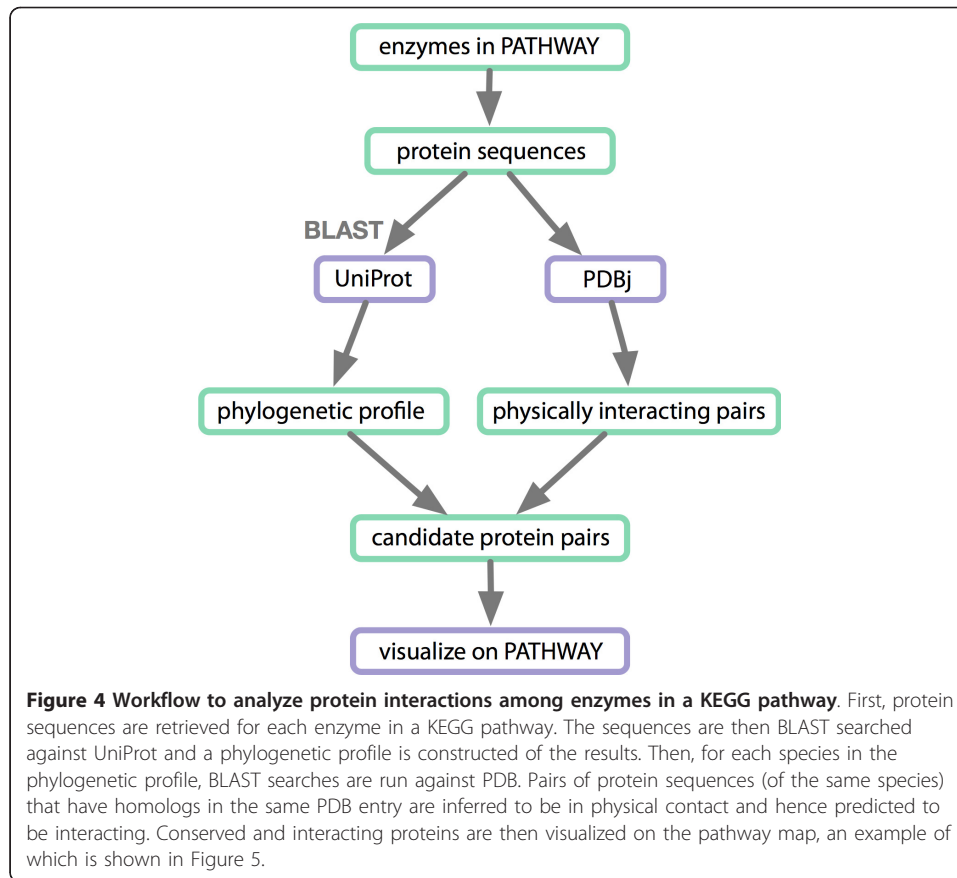 enzymes in PATHWAY
protein sequences
BLAST
UniProt
PDBj
phylogenetic profile
physically interacting pairs
candidate protein pairs
visualize on PATHWAY
Figure 4 Workflow to analyze protein interactions among enzymes in a KEGG pathway. First, protein
sequences are retrieved for each enzyme in a KEGG pathway. The sequences are then BLAST searched
against UniProt and a phylogenetic profile is constructed of the results. Then, for each species in the
phylogenetic profile, BLAST searches are run against PDB. Pairs of protein sequences (of the same species)
that have homologs in the same PDB entry are inferred to be in physical contact and hence predicted to
be interacting. Conserved and interacting proteins are then visualized on the pathway map, an example of
which is shown in Figure 5.